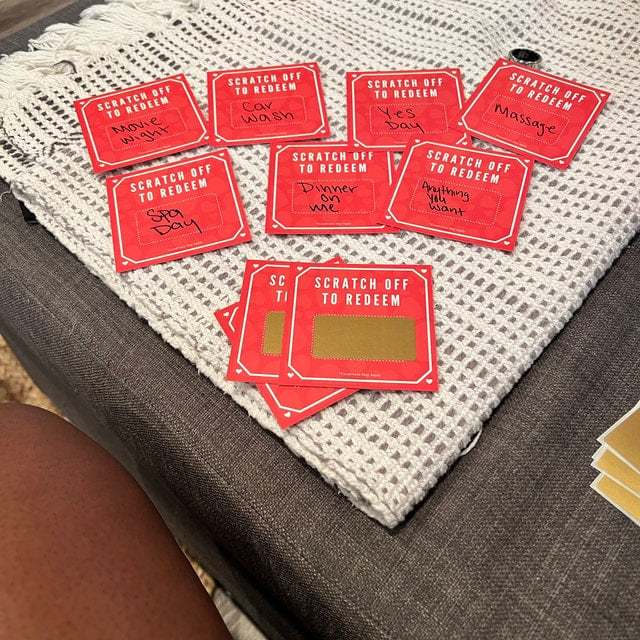 SCRATCH OFF
TO REDEEM
Movie
Night
SCRATCH OFF
TO REDEEM
Car
Wash
SCRATCH OFF
TO REDEEM
Yes
Day
SCRATCH OFF
TO REDEEM
Massage
SCRATCH OFF
TO REDEEM
Spa
Day
SCRATCH OFF
TO REDEEM
Dinner
on
me
SCRATCH OFF
TO REDEEM
Anything
you
want
SC
T
SCRATCH OFF
TO REDEEM